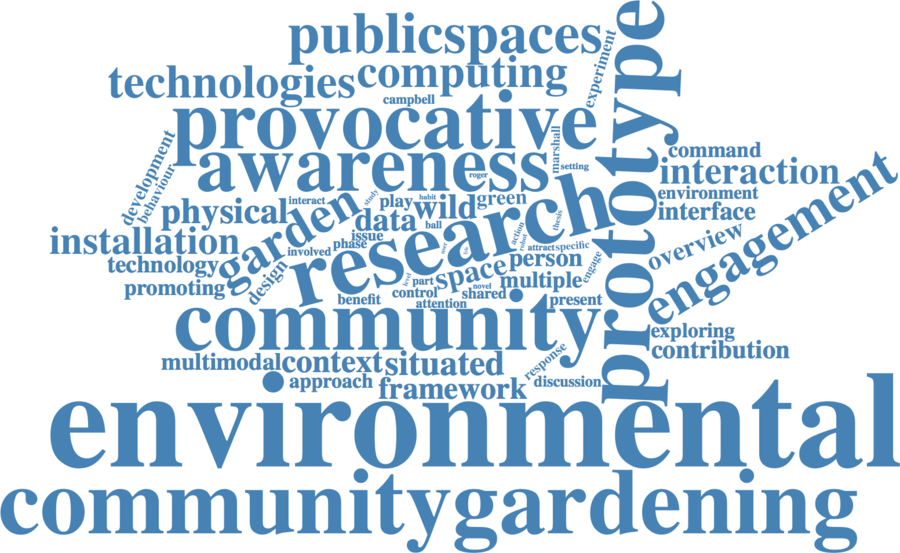 publicspaces
experiment
prototype
technologies
computing
campbell
provocative
marshall
awareness
roger
setting
command
interaction
development
behaviour
environment
interface
physical
interact
study
play
habit
wild
green
garden
data
ball
thesis
engagement
installation
issue
research
action
robot
overview
phase
involved
attract
specific
technology
design
space
person
engage
promoting
level
part
novel
multiple
benefit
control
shared
attention
present
community
exploring
contribution
multimodal
context
situated
response
approach
framework
discussion
environmental
communitygardening